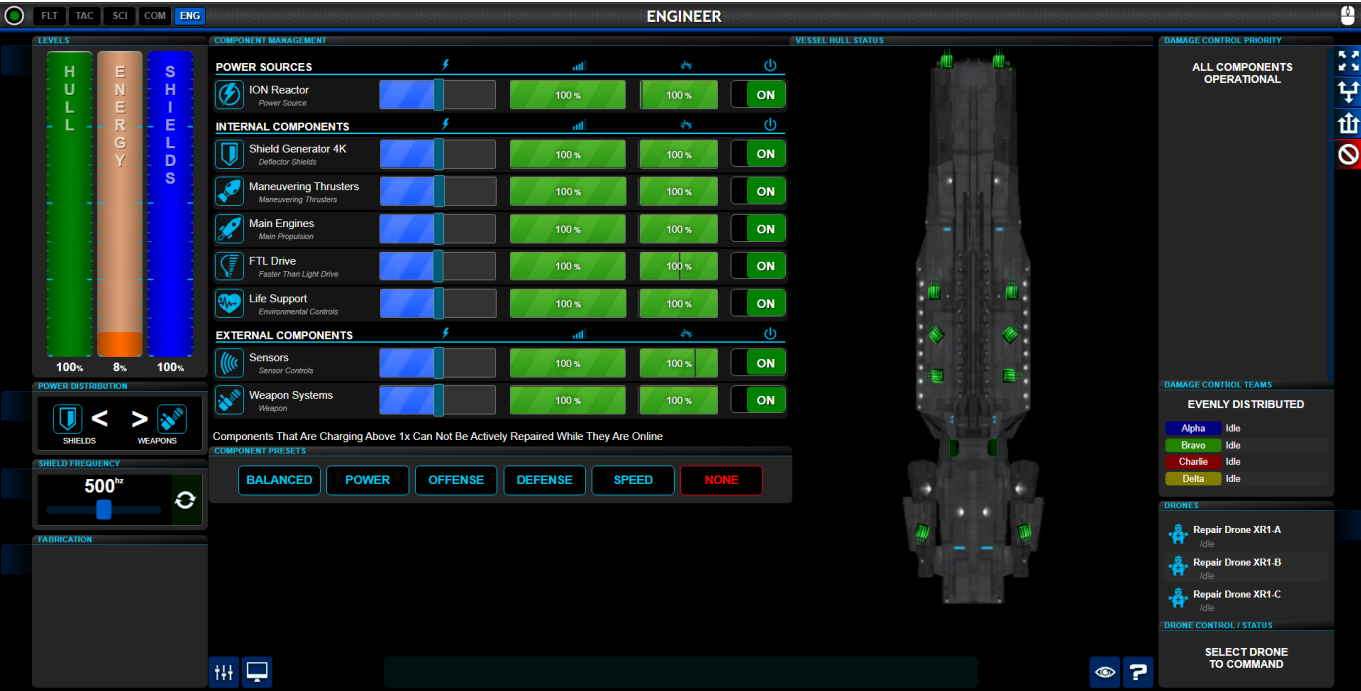 FLT TAC SCI COM ENG
ENGINEER
LEVELS
HULL
ENERGY
SHIELDS
100%
8%
100%
POWER DISTRIBUTION
< >
SHIELDS
WEAPONS
SHIELD FREQUENCY
500hz
FABRICATION
COMPONENT MANAGEMENT
POWER SOURCES
ION Reactor
Power Source
100 % 100 % ON
INTERNAL COMPONENTS
Shield Generator 4K
Deflector Shields
100 % 100 % ON
Maneuvering Thrusters
Maneuvering Thrusters
100 % 100 % ON
Main Engines
Main Propulsion
100 % 100 % ON
FTL Drive
Faster Than Light Drive
100 % 100 % ON
Life Support
Environmental Controls
100 % 100 % ON
EXTERNAL COMPONENTS
Sensors
Sensor Controls
100 % 100 % ON
Weapon Systems
Weapon
100 % 100 % ON
Components That Are Charging Above 1x Can Not Be Actively Repaired While They Are Online
COMPONENT PRESETS
BALANCED POWER OFFENSE DEFENSE SPEED NONE
VESSEL HULL STATUS
DAMAGE CONTROL PRIORITY
ALL COMPONENTS
OPERATIONAL
DAMAGE CONTROL TEAMS
EVENLY DISTRIBUTED
Alpha Idle
Bravo Idle
Charlie Idle
Delta Idle
DRONES
Repair Drone XR1-A
Idle
Repair Drone XR1-B
Idle
Repair Drone XR1-C
Idle
DRONE CONTROL / STATUS
SELECT DRONE
TO COMMAND
?